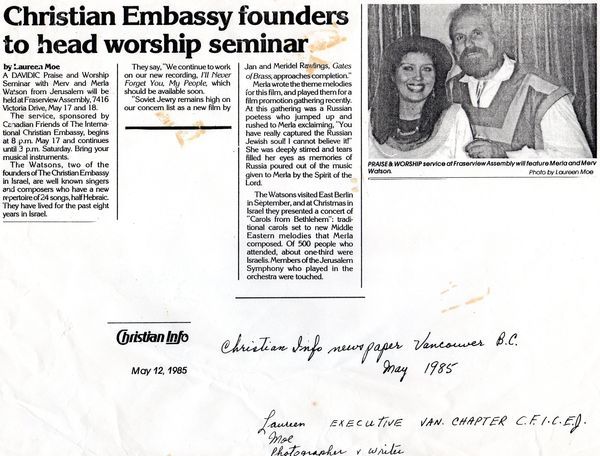 Christian Embassy founders
to head worship seminar
by Laureen Moe
A DAVIDIC Praise and Worship
Seminar with Merv and Merla
Watson from Jerusalem will be
held at Fraserview Assembly, 7416
Victoria Drive, May 17 and 18.
The service, sponsored by
Canadian Friends of The Interna-
tional Christian Embassy, begins
at 8 p.m. May 17 and continues
until 3 p.m. Saturday. Bring your
musical instruments.
The Watsons, two of the
founders of The Christian Embassy
in Israel, are well known singers
and composers who have a new
repertoire of 24 songs, half Hebraic.
They have lived for the past eight
years in Israel.
They say, "We continue to work
on our new recording, I'll Never
Forget You, My People, which
should be available soon.
"Soviet Jewry remains high on
our concern list as a new film by
Jan and Meridel Rawlings, Gates
of Brass, approaches completion."
Merla wrote the theme melodies
for this film, and played them for a
film promotion gathering recently.
At this gathering was a Russian
poetess who jumped up and
rushed to Merla exclaiming, "You
have really captured the Russian
Jewish soul! I cannot believe it!"
She was deeply stirred and tears
filled her eyes as memories of
Russia poured out of the music
given to Merla by the Spirit of the
Lord.
The Watsons visited East Berlin
in September, and at Christmas in
Israel they presented a concert of
"Carols from Bethlehem": tradi-
tional carols set to new Middle
Eastern melodies that Merla
composed. Of 500 people who
attended, about one-third were
Israelis. Members of the Jerusalem
Symphony who played in the
orchestra were touched.
PRAISE & WORSHIP service at Fraserview Assembly will feature Merla and Merv
Watson.
Photo by Laureen Moe
Christian Info
May 12, 1985
Christian Info newspaper Vancouver B.C.
May 1985
Laureen EXECUTIVE VAN. CHAPTER C.F.I.C.E.J.
Moe
Photographer & writer